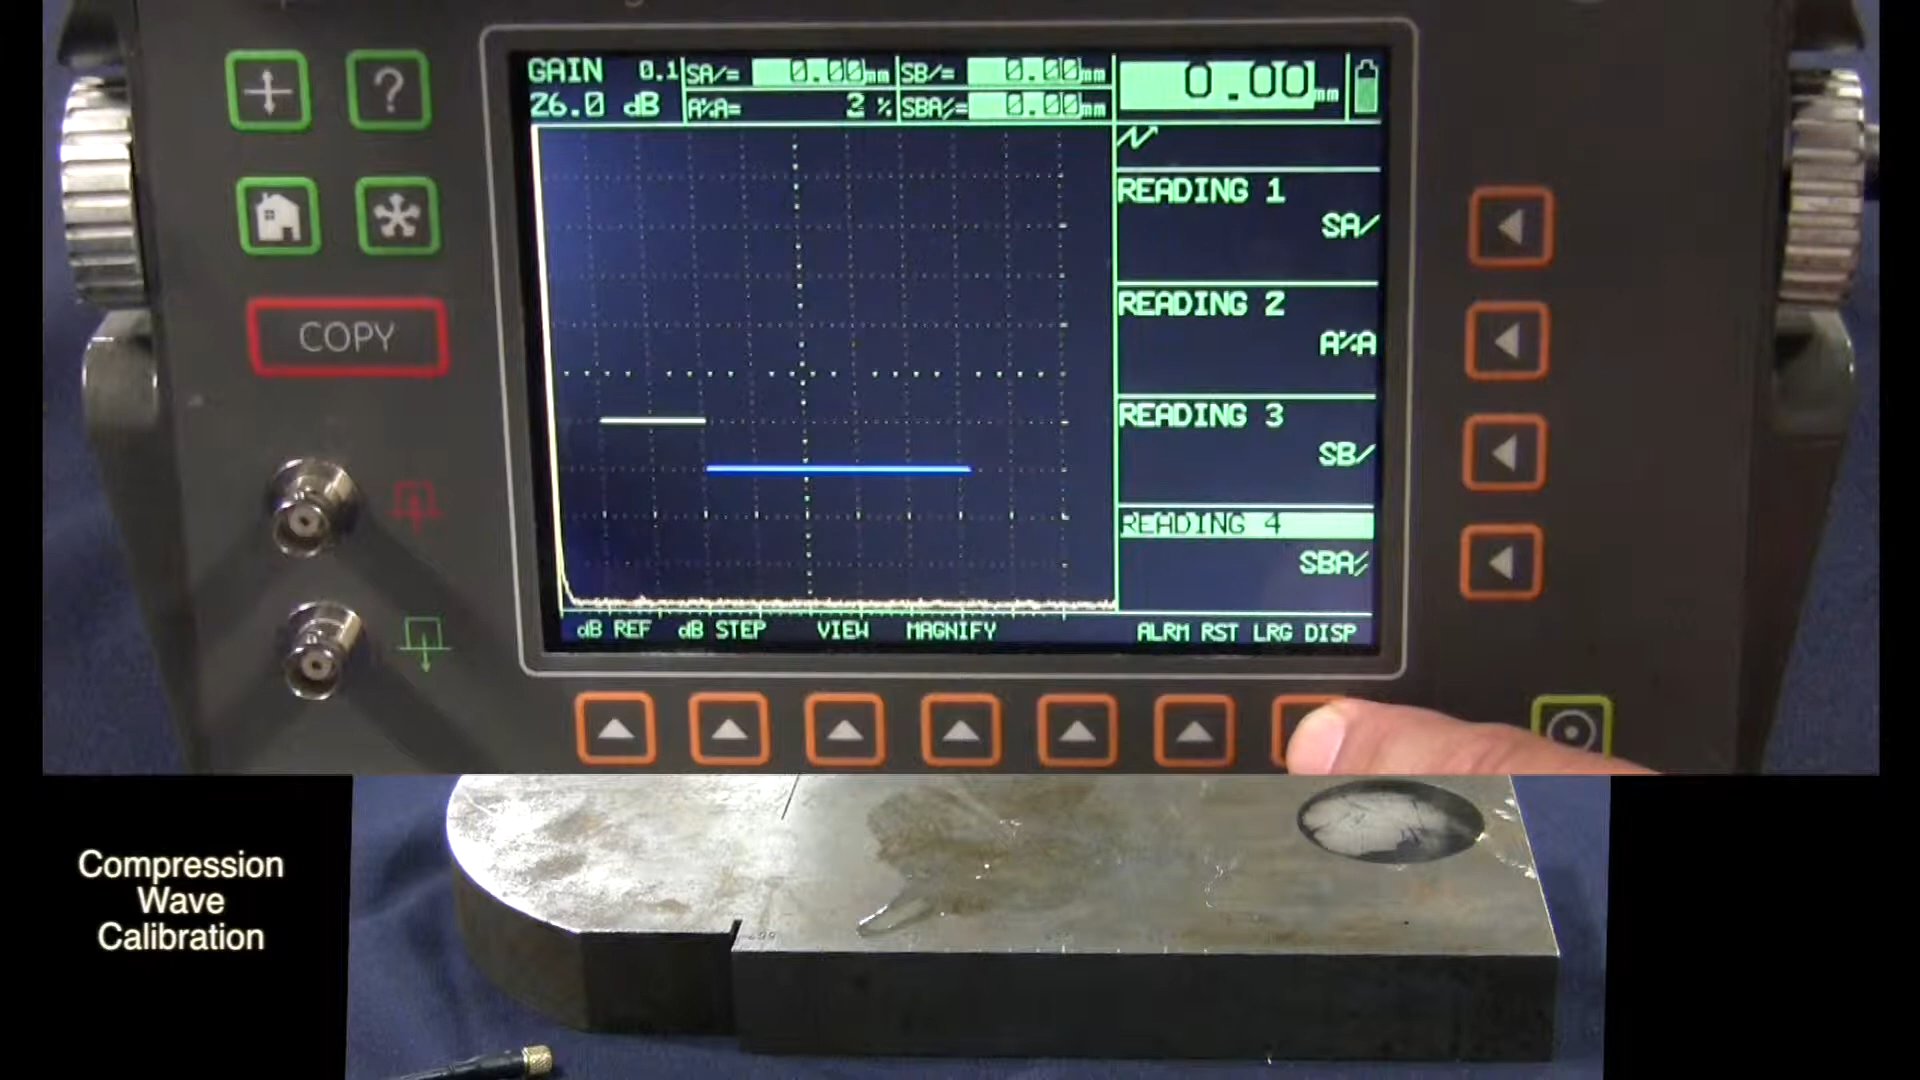 GAIN 0.1
26.0 dB
SA/= 0.00mm
A%A= 2 %
SB/= 0.00mm
SBA/= 0.00mm
0.00mm
READING 1
SA/
READING 2
A%A
READING 3
SB/
READING 4
SBA/
dB REF dB STEP VIEW MAGNIFY ALRM RST LRG DISP
?
COPY
Compression
Wave
Calibration